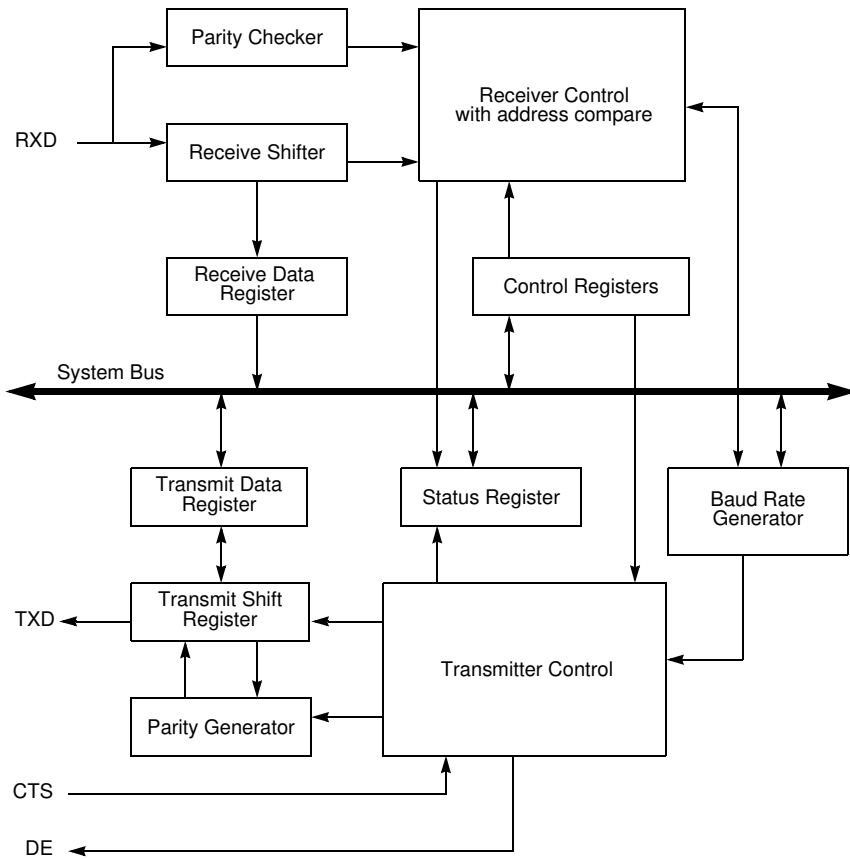 Parity Checker
Receiver Control
with address compare
RXD
Receive Shifter
Receive Data
Register
Control Registers
System Bus
Transmit Data
Register
Status Register
Baud Rate
Generator
Transmit Shift
Register
TXD
Transmitter Control
Parity Generator
CTS
DE